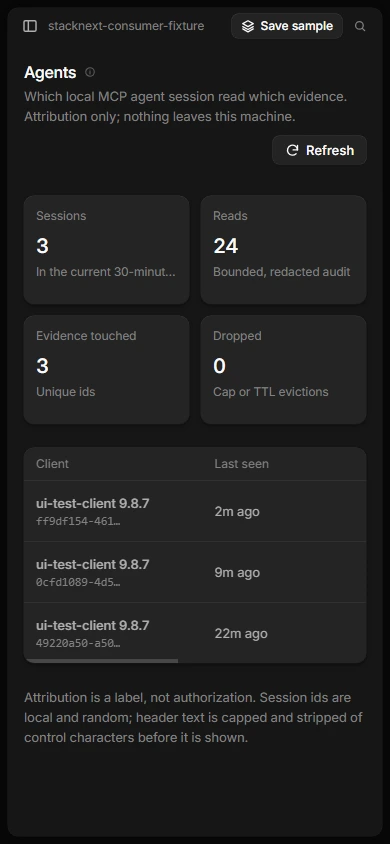 stacknext-consumer-fixture
Save sample
Agents
Which local MCP agent session read which evidence.
Attribution only; nothing leaves this machine.
Refresh
Sessions
3
In the current 30-minut...
Reads
24
Bounded, redacted audit
Evidence touched
3
Unique ids
Dropped
0
Cap or TTL evictions
Client Last seen
ui-test-client 9.8.7
ff9df154-461…
2m ago
ui-test-client 9.8.7
0cfd1089-4d5…
9m ago
ui-test-client 9.8.7
49220a50-a50…
22m ago
Attribution is a label, not authorization. Session ids are
local and random; header text is capped and stripped of
control characters before it is shown.